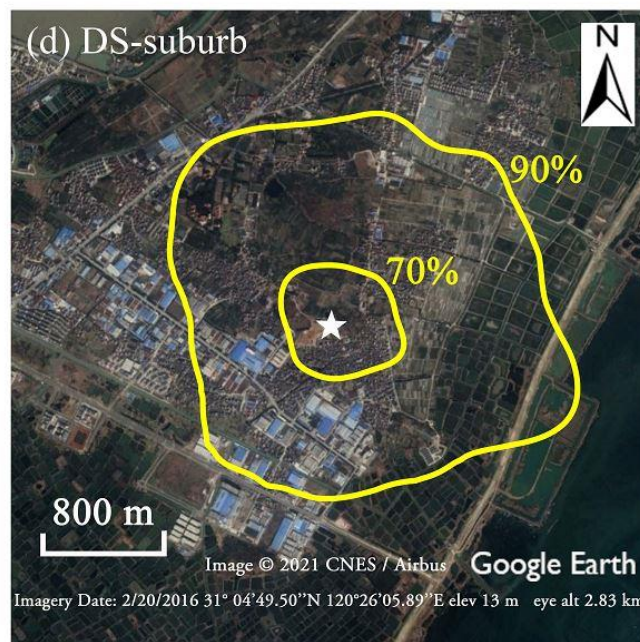 (d) DS-suburb
N
90%
70%
800 m
Image © 2021 CNES / Airbus
Google Earth
Imagery Date: 2/20/2016 31° 04'49.50"N 120°26'05.89"E elev 13 m eye alt 2.83 km